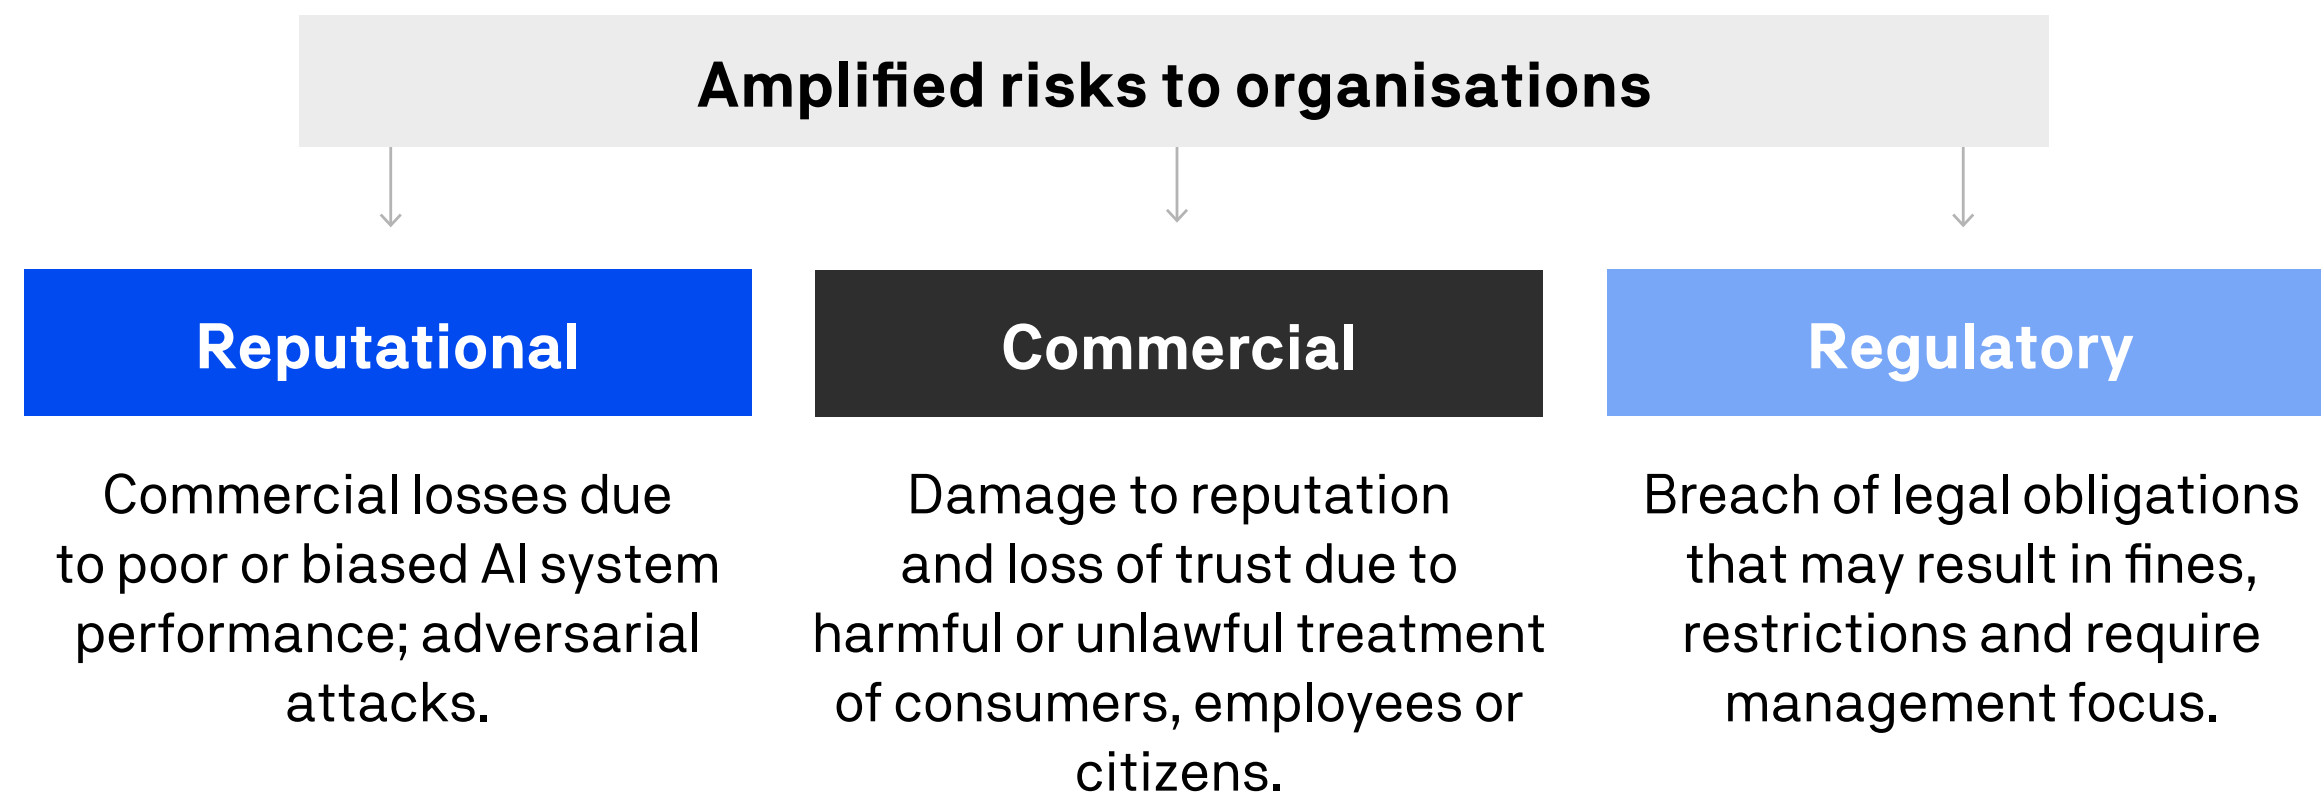 Amplified risks to organisations
Reputational
Commercial losses due
to poor or biased AI system
performance; adversarial
attacks.
Commercial
Damage to reputation
and loss of trust due to
harmful or unlawful treatment
of consumers, employees or
citizens.
Regulatory
Breach of legal obligations
that may result in fines,
restrictions and require
management focus.